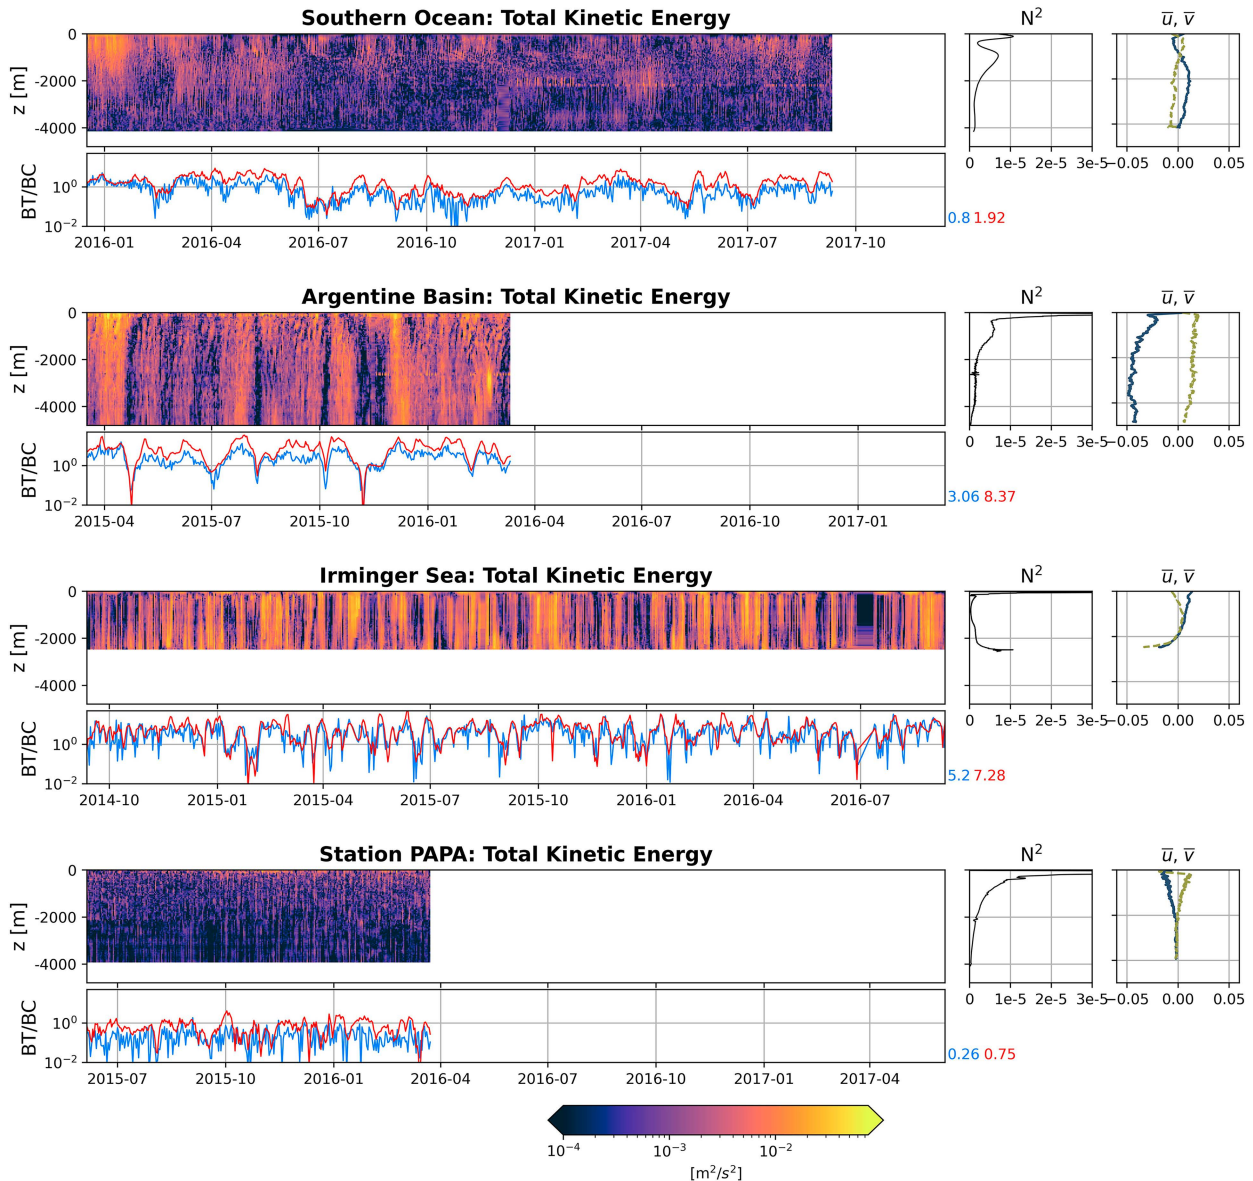 Southern Ocean: Total Kinetic Energy
N²
u̅, v̅
z [m]
0
-2000
-4000
0 1e-5 2e-5 3e-5
−0.05 0.00 0.05
BT/BC
10⁰
10⁻²
2016-01 2016-04 2016-07 2016-10 2017-01 2017-04 2017-07 2017-10
0.8 1.92
Argentine Basin: Total Kinetic Energy
N²
u̅, v̅
z [m]
0
-2000
-4000
0 1e-5 2e-5 3e-5
−0.05 0.00 0.05
BT/BC
10⁰
10⁻²
2015-04 2015-07 2015-10 2016-01 2016-04 2016-07 2016-10 2017-01
3.06 8.37
Irminger Sea: Total Kinetic Energy
N²
u̅, v̅
z [m]
0
-2000
-4000
0 1e-5 2e-5 3e-5
−0.05 0.00 0.05
BT/BC
10⁰
10⁻²
2014-10 2015-01 2015-04 2015-07 2015-10 2016-01 2016-04 2016-07
5.2 7.28
Station PAPA: Total Kinetic Energy
N²
u̅, v̅
z [m]
0
-2000
-4000
0 1e-5 2e-5 3e-5
−0.05 0.00 0.05
BT/BC
10⁰
10⁻²
2015-07 2015-10 2016-01 2016-04 2016-07 2016-10 2017-01 2017-04
0.26 0.75
10⁻⁴ 10⁻³ 10⁻²
[m²/s²]